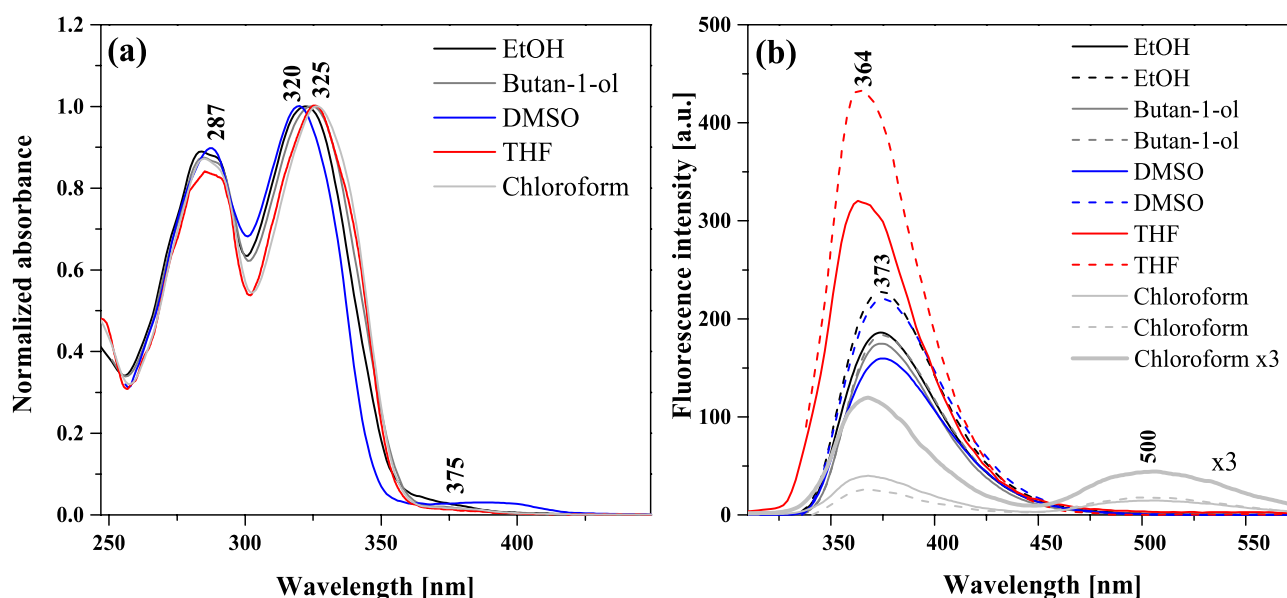 (a)
EtOH
Butan-1-ol
DMSO
THF
Chloroform
287
320
325
375
1.2
1.0
0.8
0.6
0.4
0.2
0.0
Normalized absorbance
250
300
350
400
Wavelength [nm]
(b)
EtOH
EtOH
Butan-1-ol
Butan-1-ol
DMSO
DMSO
THF
THF
Chloroform
Chloroform
Chloroform x3
364
373
500
x3
500
400
300
200
100
0
Fluorescence intensity [a.u.]
350
400
450
500
550
Wavelength [nm]